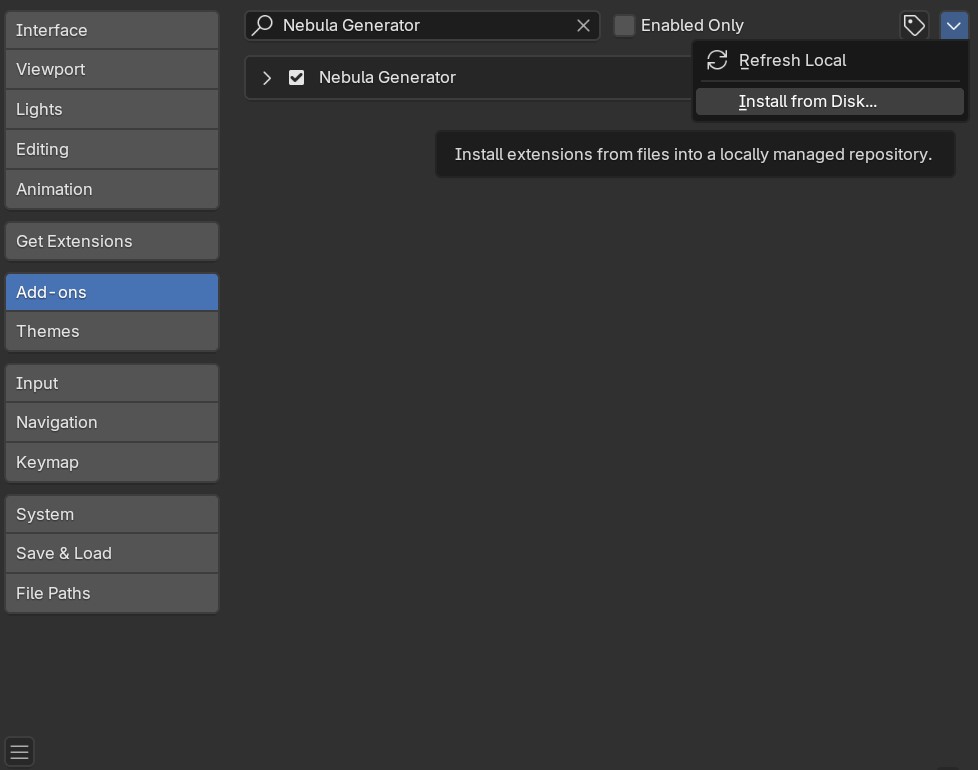 Interface
Viewport
Lights
Editing
Animation
Get Extensions
Add-ons
Themes
Input
Navigation
Keymap
System
Save & Load
File Paths
Nebula Generator
Enabled Only
Nebula Generator
Refresh Local
Install from Disk...
Install extensions from files into a locally managed repository.